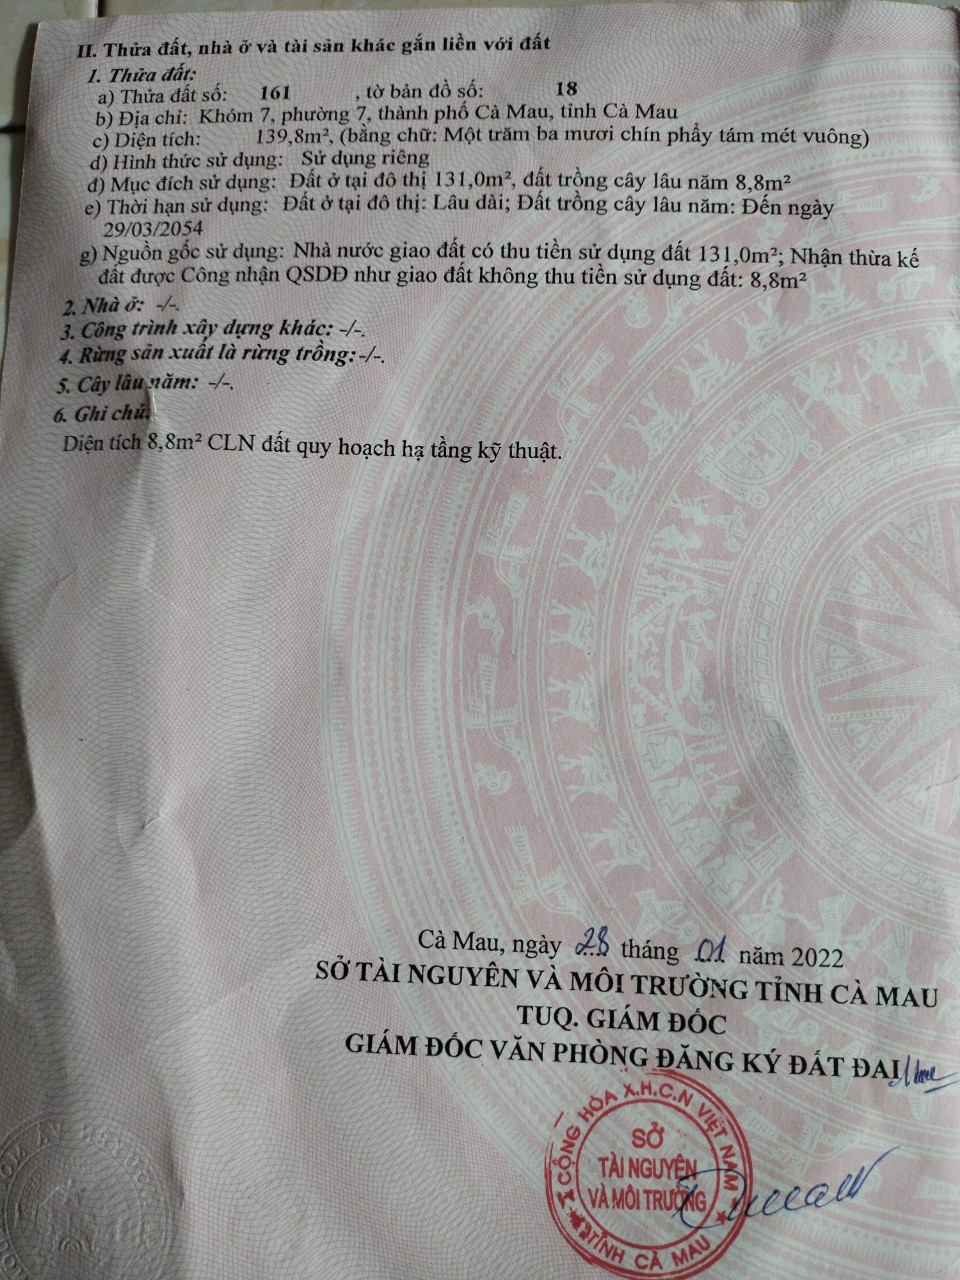 II. Thửa đất, nhà ở và tài sản khác gắn liền với đất
1. Thửa đất:
a) Thửa đất số: 161 , tờ bản đồ số: 18
b) Địa chỉ: Khóm 7, phường 7, thành phố Cà Mau, tỉnh Cà Mau
c) Diện tích: 139,8m², (bằng chữ: Một trăm ba mươi chín phẩy tám mét vuông)
d) Hình thức sử dụng: Sử dụng riêng
đ) Mục đích sử dụng: Đất ở tại đô thị 131,0m², đất trồng cây lâu năm 8,8m²
e) Thời hạn sử dụng: Đất ở tại đô thị: Lâu dài; Đất trồng cây lâu năm: Đến ngày
29/03/2054
g) Nguồn gốc sử dụng: Nhà nước giao đất có thu tiền sử dụng đất 131,0m²; Nhận thừa kế
đất được Công nhận QSDĐ như giao đất không thu tiền sử dụng đất: 8,8m²
2. Nhà ở: -/-.
3. Công trình xây dựng khác: -/-.
4. Rừng sản xuất là rừng trồng:-/-.
5. Cây lâu năm: -/-.
6. Ghi chú:
Diện tích 8,8m² CLN đất quy hoạch hạ tầng kỹ thuật.
Cà Mau, ngày 28 tháng 01 năm 2022
SỞ TÀI NGUYÊN VÀ MÔI TRƯỜNG TỈNH CÀ MAU
TUQ. GIÁM ĐỐC
GIÁM ĐỐC VĂN PHÒNG ĐĂNG KÝ ĐẤT ĐAI
CỘNG HÒA X.H.C.N VIỆT NAM
SỞ
TÀI NGUYÊN
VÀ MÔI TRƯỜNG
TỈNH CÀ MAU